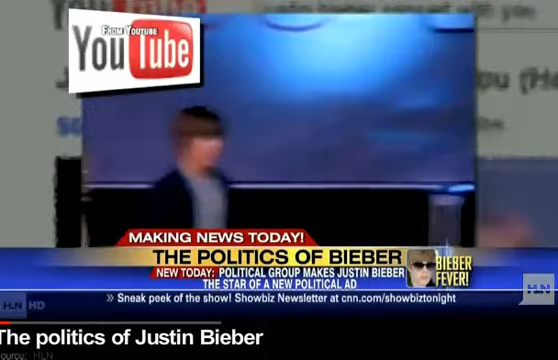 FROM YOUTUBE
YouTube
MAKING NEWS TODAY!
THE POLITICS OF BIEBER
NEW TODAY: POLITICAL GROUP MAKES JUSTIN BIEBER
THE STAR OF A NEW POLITICAL AD
BIEBER
FEVER!
HLN HD
» Sneak peek of the show! Showbiz Newsletter at cnn.com/showbiztonight
HLN
The politics of Justin Bieber
Source: HLN